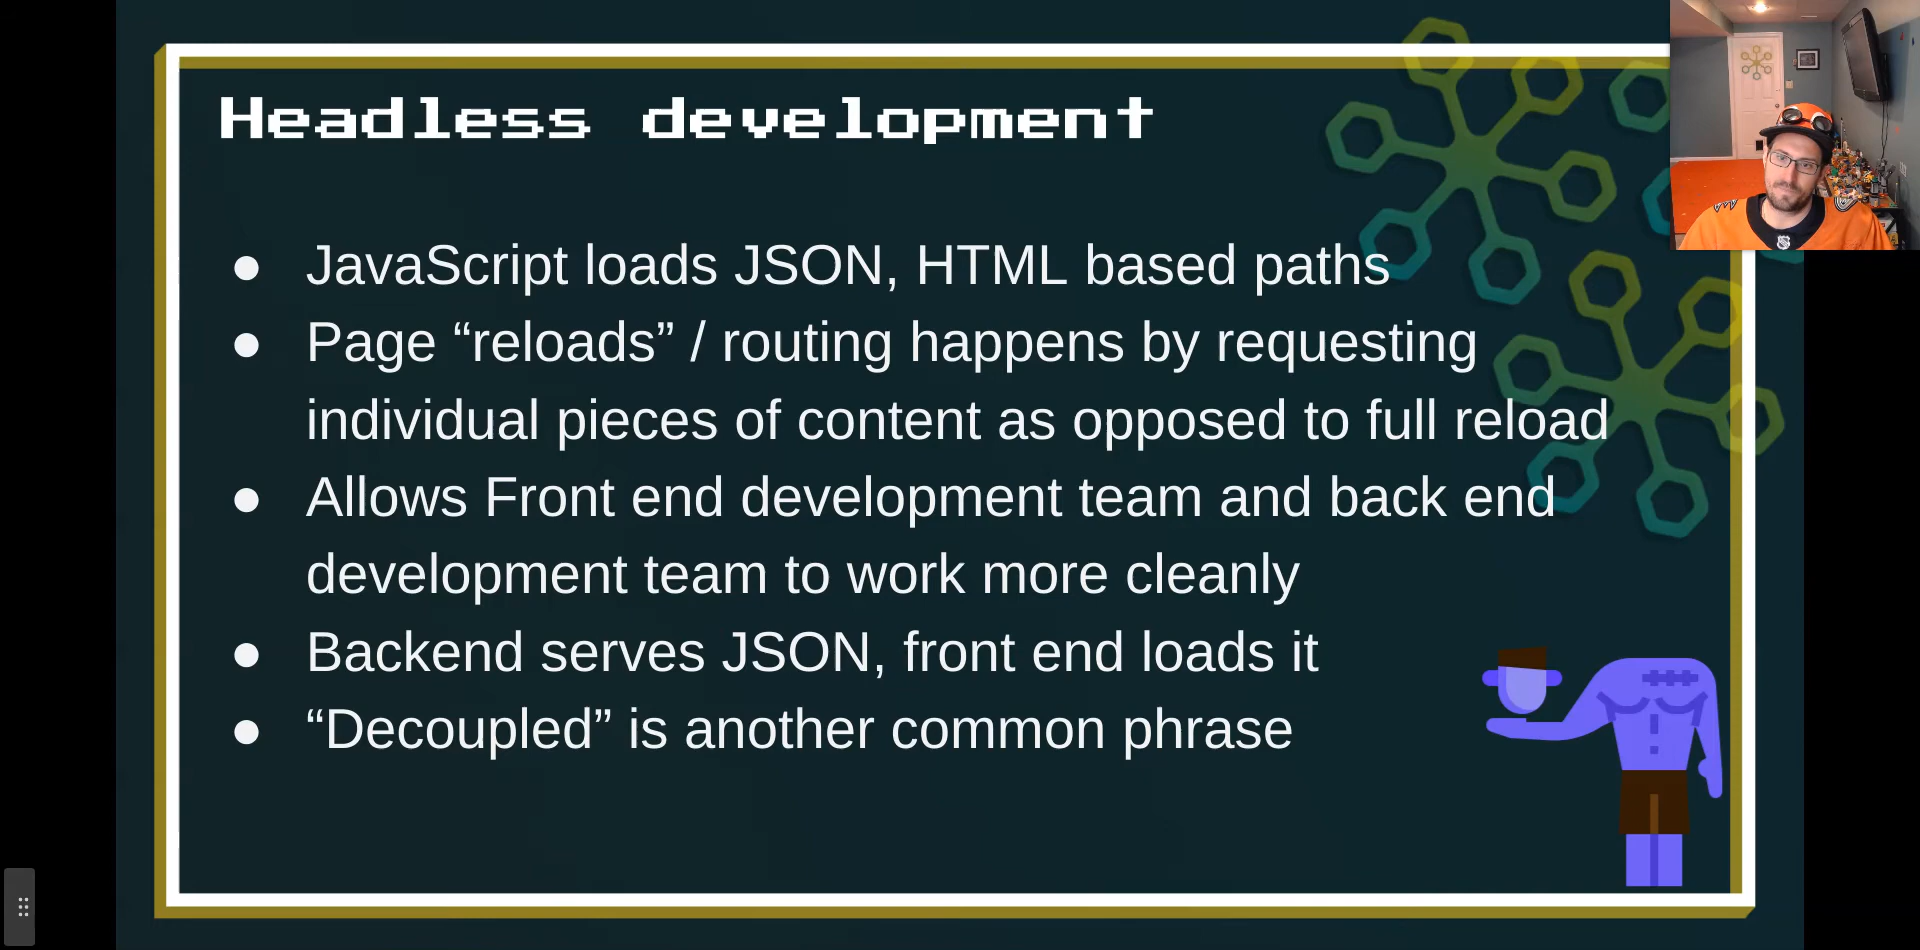 Headless development
● JavaScript loads JSON, HTML based paths
● Page “reloads” / routing happens by requesting
individual pieces of content as opposed to full reload
● Allows Front end development team and back end
development team to work more cleanly
● Backend serves JSON, front end loads it
● “Decoupled” is another common phrase